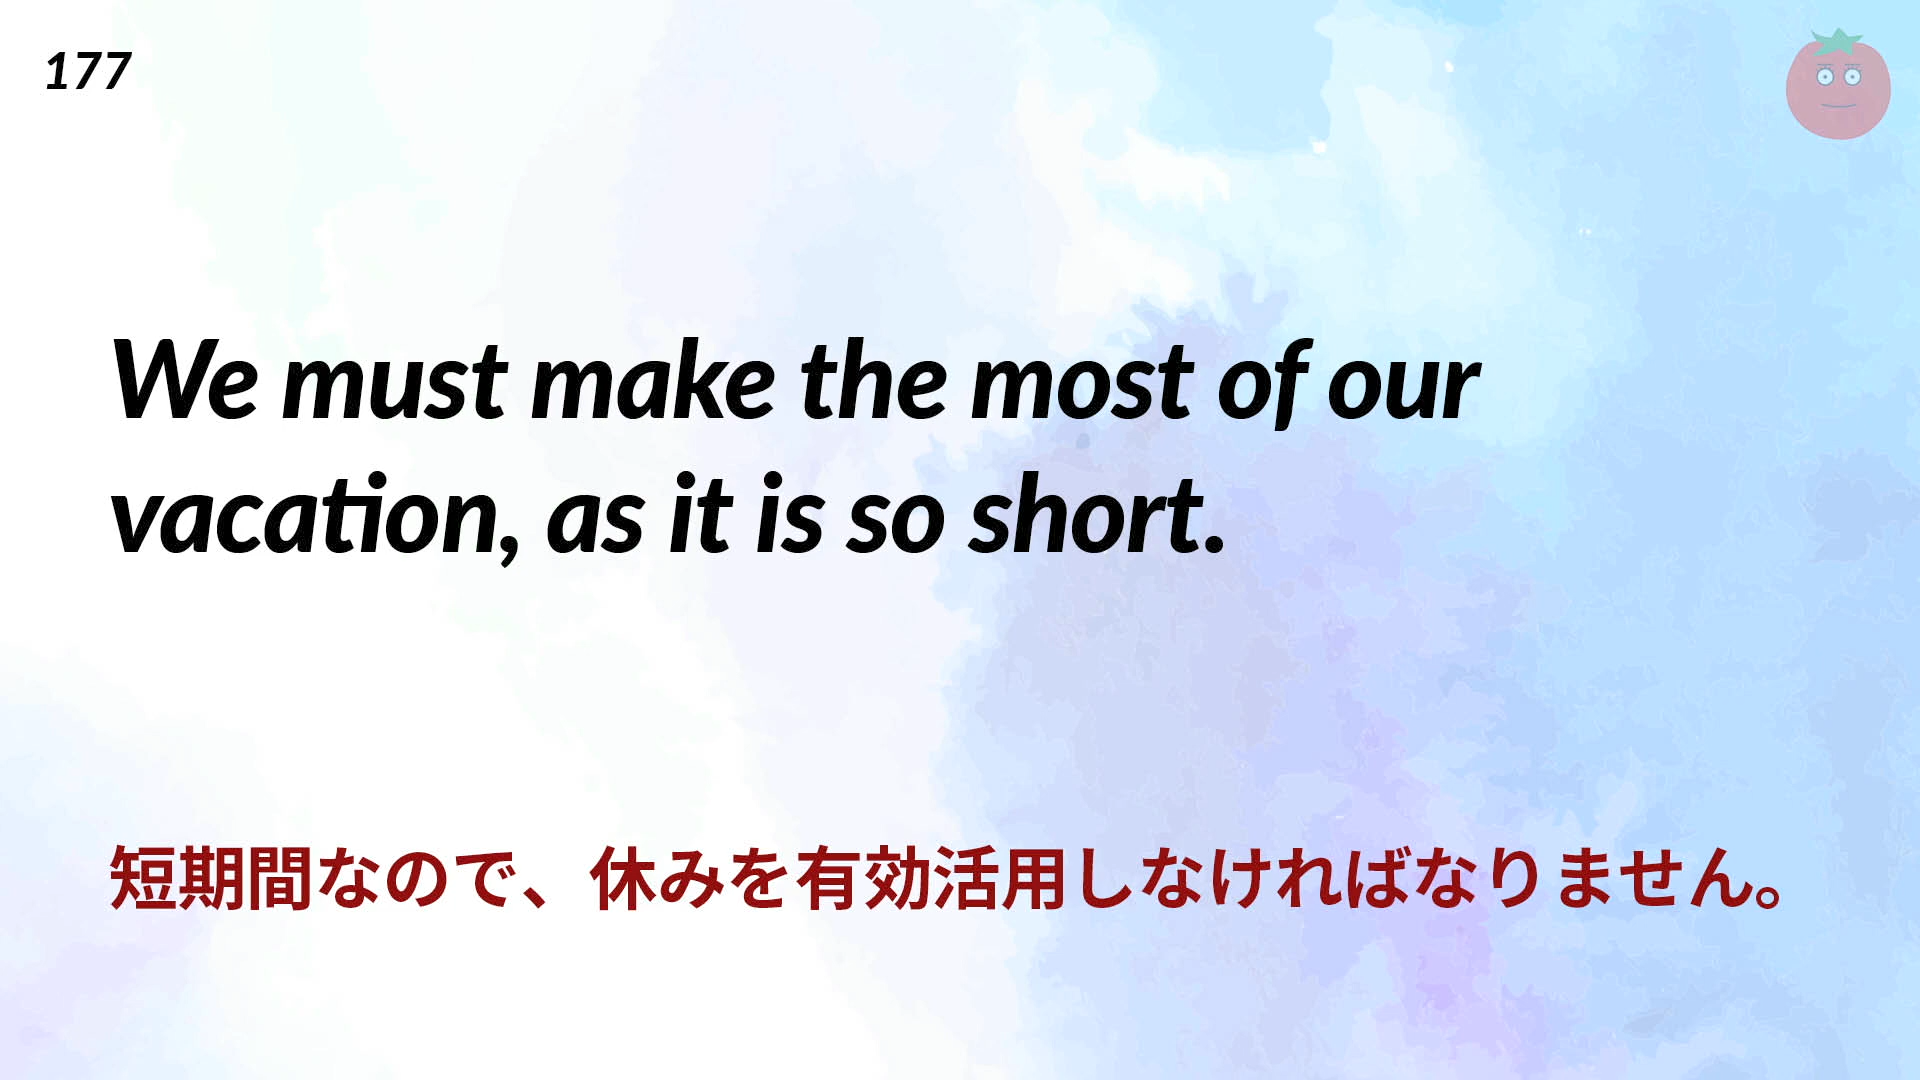 177
We must make the most of our
vacation, as it is so short.
短期間なので、休みを有効活用しなければなりません。